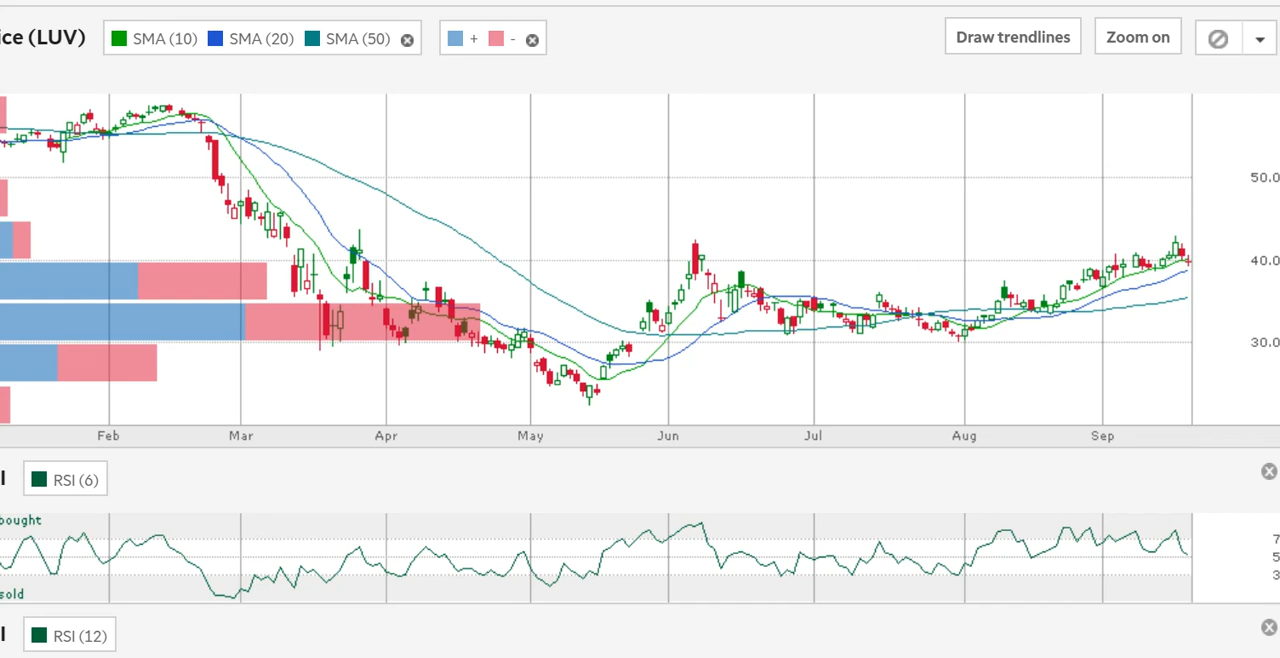 ice (LUV) SMA (10) SMA (20) SMA (50) + - Draw trendlines Zoom on
50.0
40.0
30.0
Feb Mar Apr May Jun Jul Aug Sep
RSI (6)
bought
7
5
3
sold
RSI (12)